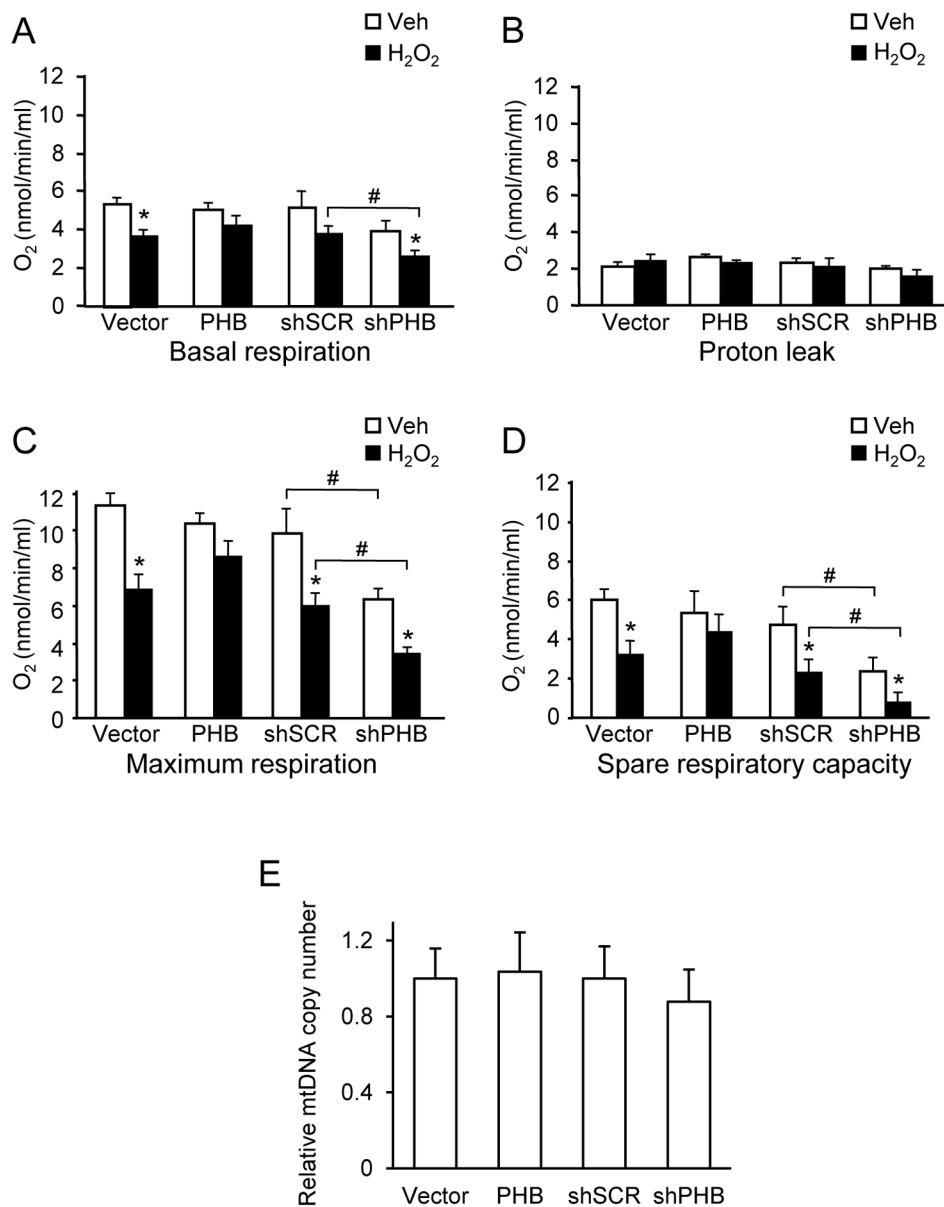 A
Veh
H₂O₂
12
10
8
6
4
2
0
O₂ (nmol/min/ml)
*
#
*
Vector PHB shSCR shPHB
Basal respiration
B
Veh
H₂O₂
12
10
8
6
4
2
0
O₂ (nmol/min/ml)
Vector PHB shSCR shPHB
Proton leak
C
Veh
H₂O₂
12
10
8
6
4
2
0
O₂ (nmol/min/ml)
#
#
*
*
*
Vector PHB shSCR shPHB
Maximum respiration
D
Veh
H₂O₂
12
10
8
6
4
2
0
O₂ (nmol/min/ml)
#
#
*
*
*
Vector PHB shSCR shPHB
Spare respiratory capacity
E
1.2
0.8
0.4
0
Relative mtDNA copy number
Vector PHB shSCR shPHB